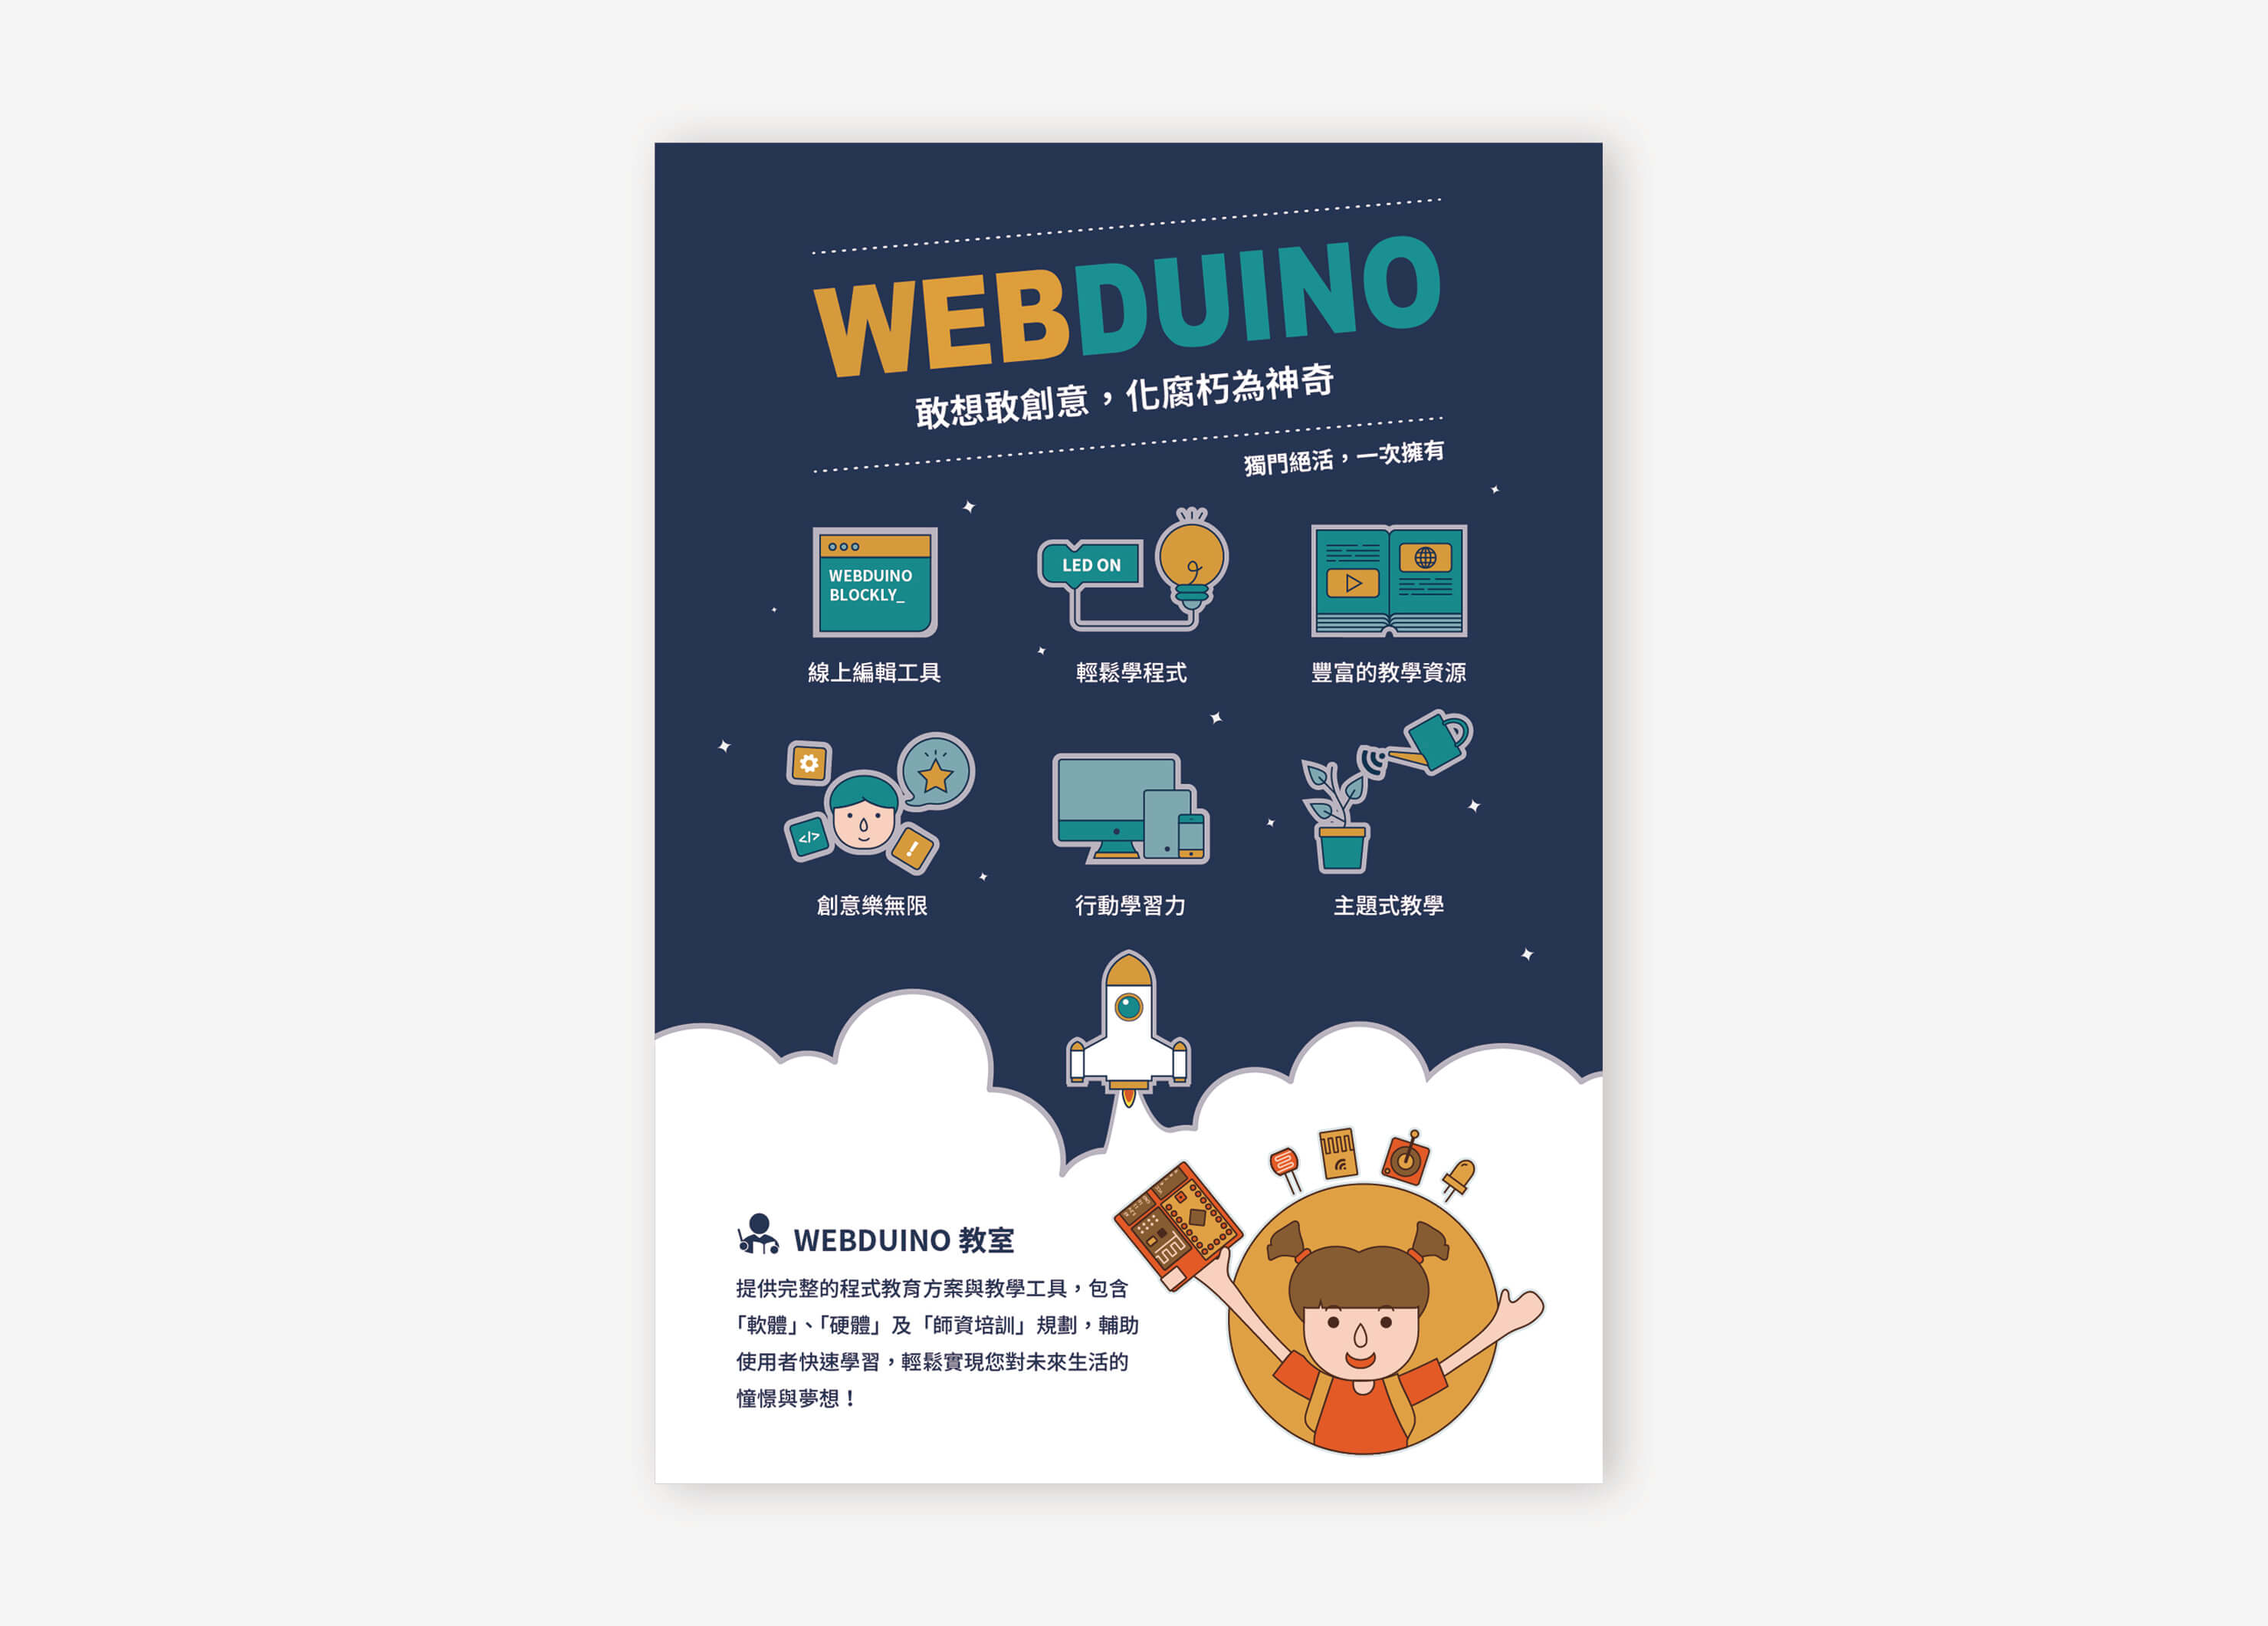 WEBDUINO
敢想敢創意，化腐朽為神奇
獨門絕活，一次擁有
WEBDUINO
BLOCKLY_
LED ON
線上編輯工具
輕鬆學程式
豐富的教學資源
</>
!
創意樂無限
行動學習力
主題式教學
WEBDUINO 教室
提供完整的程式教育方案與教學工具，包含
「軟體」、「硬體」及「師資培訓」規劃，輔助
使用者快速學習，輕鬆實現您對未來生活的
憧憬與夢想！